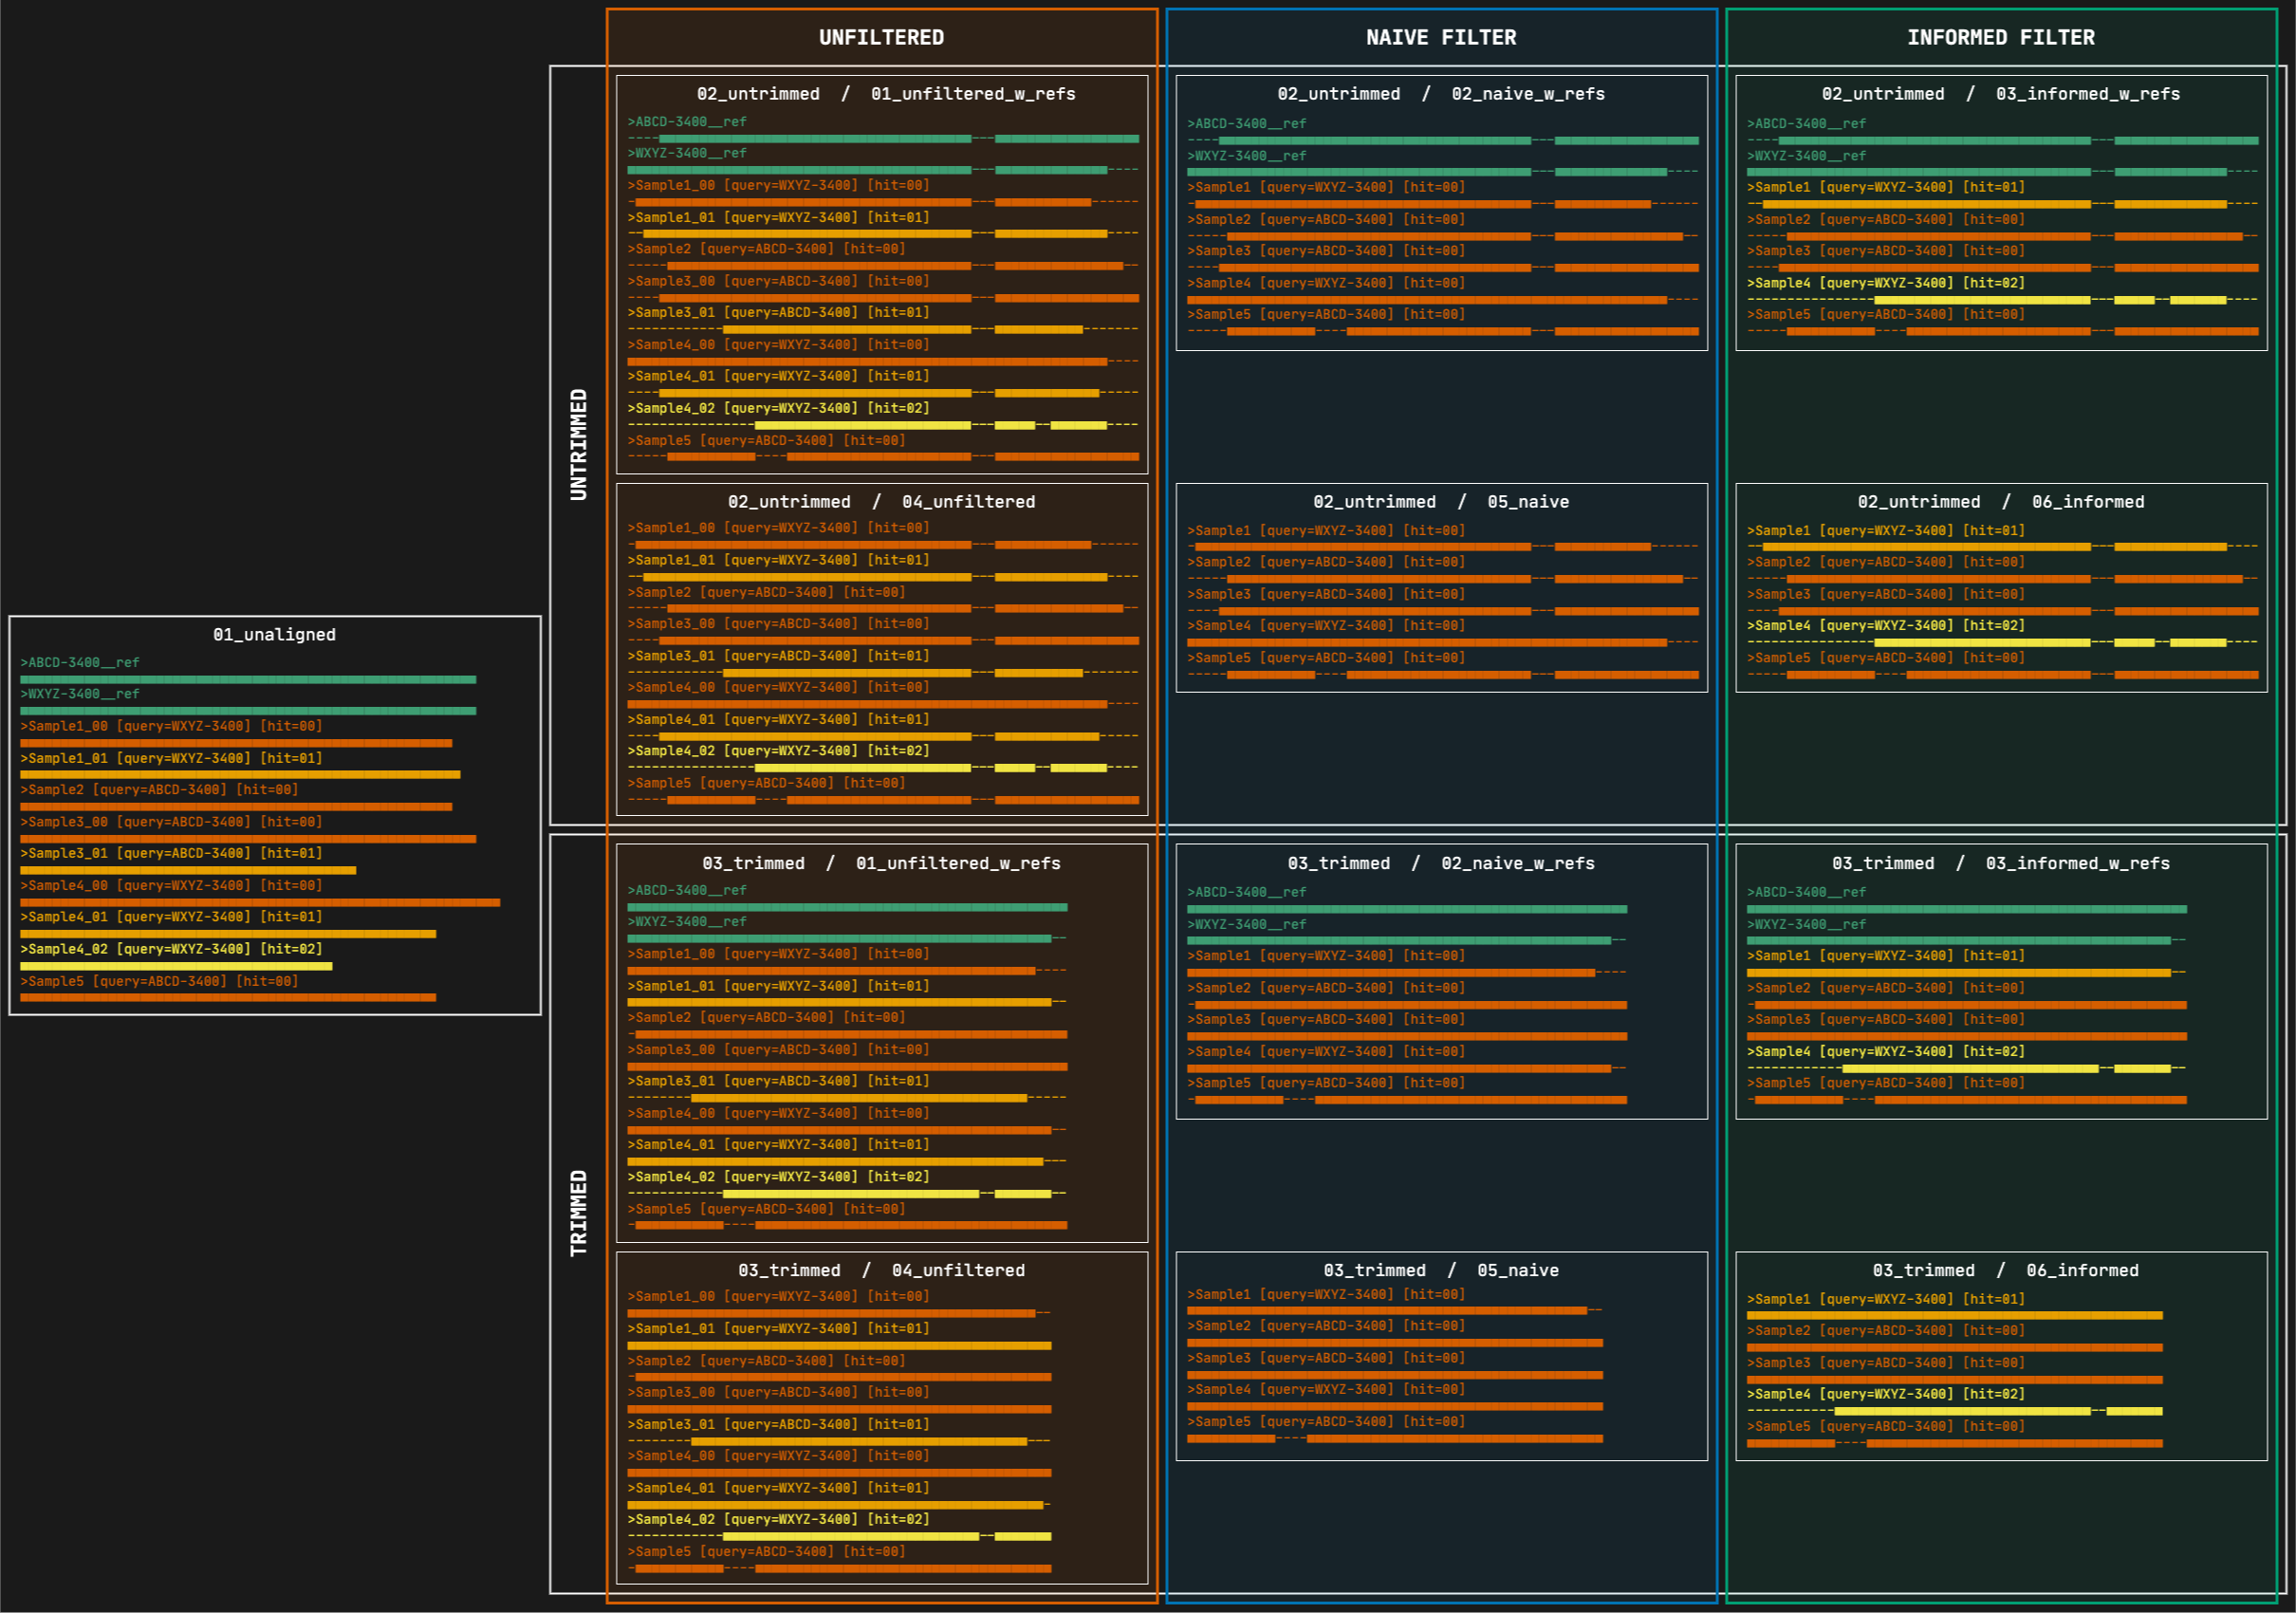 UNFILTERED
NAIVE FILTER
INFORMED FILTER
UNTRIMMED
TRIMMED
01_unaligned
>ABCD-3400__ref
>WXYZ-3400__ref
>Sample1_00 [query=WXYZ-3400] [hit=00]
>Sample1_01 [query=WXYZ-3400] [hit=01]
>Sample2 [query=ABCD-3400] [hit=00]
>Sample3_00 [query=ABCD-3400] [hit=00]
>Sample3_01 [query=ABCD-3400] [hit=01]
>Sample4_00 [query=WXYZ-3400] [hit=00]
>Sample4_01 [query=WXYZ-3400] [hit=01]
>Sample4_02 [query=WXYZ-3400] [hit=02]
>Sample5 [query=ABCD-3400] [hit=00]
02_untrimmed / 01_unfiltered_w_refs
>ABCD-3400__ref
>WXYZ-3400__ref
>Sample1_00 [query=WXYZ-3400] [hit=00]
>Sample1_01 [query=WXYZ-3400] [hit=01]
>Sample2 [query=ABCD-3400] [hit=00]
>Sample3_00 [query=ABCD-3400] [hit=00]
>Sample3_01 [query=ABCD-3400] [hit=01]
>Sample4_00 [query=WXYZ-3400] [hit=00]
>Sample4_01 [query=WXYZ-3400] [hit=01]
>Sample4_02 [query=WXYZ-3400] [hit=02]
>Sample5 [query=ABCD-3400] [hit=00]
02_untrimmed / 02_naive_w_refs
>ABCD-3400__ref
>WXYZ-3400__ref
>Sample1 [query=WXYZ-3400] [hit=00]
>Sample2 [query=ABCD-3400] [hit=00]
>Sample3 [query=ABCD-3400] [hit=00]
>Sample4 [query=WXYZ-3400] [hit=00]
>Sample5 [query=ABCD-3400] [hit=00]
02_untrimmed / 03_informed_w_refs
>ABCD-3400__ref
>WXYZ-3400__ref
>Sample1 [query=WXYZ-3400] [hit=01]
>Sample2 [query=ABCD-3400] [hit=00]
>Sample3 [query=ABCD-3400] [hit=00]
>Sample4 [query=WXYZ-3400] [hit=02]
>Sample5 [query=ABCD-3400] [hit=00]
02_untrimmed / 04_unfiltered
>Sample1_00 [query=WXYZ-3400] [hit=00]
>Sample1_01 [query=WXYZ-3400] [hit=01]
>Sample2 [query=ABCD-3400] [hit=00]
>Sample3_00 [query=ABCD-3400] [hit=00]
>Sample3_01 [query=ABCD-3400] [hit=01]
>Sample4_00 [query=WXYZ-3400] [hit=00]
>Sample4_01 [query=WXYZ-3400] [hit=01]
>Sample4_02 [query=WXYZ-3400] [hit=02]
>Sample5 [query=ABCD-3400] [hit=00]
02_untrimmed / 05_naive
>Sample1 [query=WXYZ-3400] [hit=00]
>Sample2 [query=ABCD-3400] [hit=00]
>Sample3 [query=ABCD-3400] [hit=00]
>Sample4 [query=WXYZ-3400] [hit=00]
>Sample5 [query=ABCD-3400] [hit=00]
02_untrimmed / 06_informed
>Sample1 [query=WXYZ-3400] [hit=01]
>Sample2 [query=ABCD-3400] [hit=00]
>Sample3 [query=ABCD-3400] [hit=00]
>Sample4 [query=WXYZ-3400] [hit=02]
>Sample5 [query=ABCD-3400] [hit=00]
03_trimmed / 01_unfiltered_w_refs
>ABCD-3400__ref
>WXYZ-3400__ref
>Sample1_00 [query=WXYZ-3400] [hit=00]
>Sample1_01 [query=WXYZ-3400] [hit=01]
>Sample2 [query=ABCD-3400] [hit=00]
>Sample3_00 [query=ABCD-3400] [hit=00]
>Sample3_01 [query=ABCD-3400] [hit=01]
>Sample4_00 [query=WXYZ-3400] [hit=00]
>Sample4_01 [query=WXYZ-3400] [hit=01]
>Sample4_02 [query=WXYZ-3400] [hit=02]
>Sample5 [query=ABCD-3400] [hit=00]
03_trimmed / 02_naive_w_refs
>ABCD-3400__ref
>WXYZ-3400__ref
>Sample1 [query=WXYZ-3400] [hit=00]
>Sample2 [query=ABCD-3400] [hit=00]
>Sample3 [query=ABCD-3400] [hit=00]
>Sample4 [query=WXYZ-3400] [hit=00]
>Sample5 [query=ABCD-3400] [hit=00]
03_trimmed / 03_informed_w_refs
>ABCD-3400__ref
>WXYZ-3400__ref
>Sample1 [query=WXYZ-3400] [hit=01]
>Sample2 [query=ABCD-3400] [hit=00]
>Sample3 [query=ABCD-3400] [hit=00]
>Sample4 [query=WXYZ-3400] [hit=02]
>Sample5 [query=ABCD-3400] [hit=00]
03_trimmed / 04_unfiltered
>Sample1_00 [query=WXYZ-3400] [hit=00]
>Sample1_01 [query=WXYZ-3400] [hit=01]
>Sample2 [query=ABCD-3400] [hit=00]
>Sample3_00 [query=ABCD-3400] [hit=00]
>Sample3_01 [query=ABCD-3400] [hit=01]
>Sample4_00 [query=WXYZ-3400] [hit=00]
>Sample4_01 [query=WXYZ-3400] [hit=01]
>Sample4_02 [query=WXYZ-3400] [hit=02]
>Sample5 [query=ABCD-3400] [hit=00]
03_trimmed / 05_naive
>Sample1 [query=WXYZ-3400] [hit=00]
>Sample2 [query=ABCD-3400] [hit=00]
>Sample3 [query=ABCD-3400] [hit=00]
>Sample4 [query=WXYZ-3400] [hit=00]
>Sample5 [query=ABCD-3400] [hit=00]
03_trimmed / 06_informed
>Sample1 [query=WXYZ-3400] [hit=01]
>Sample2 [query=ABCD-3400] [hit=00]
>Sample3 [query=ABCD-3400] [hit=00]
>Sample4 [query=WXYZ-3400] [hit=02]
>Sample5 [query=ABCD-3400] [hit=00]